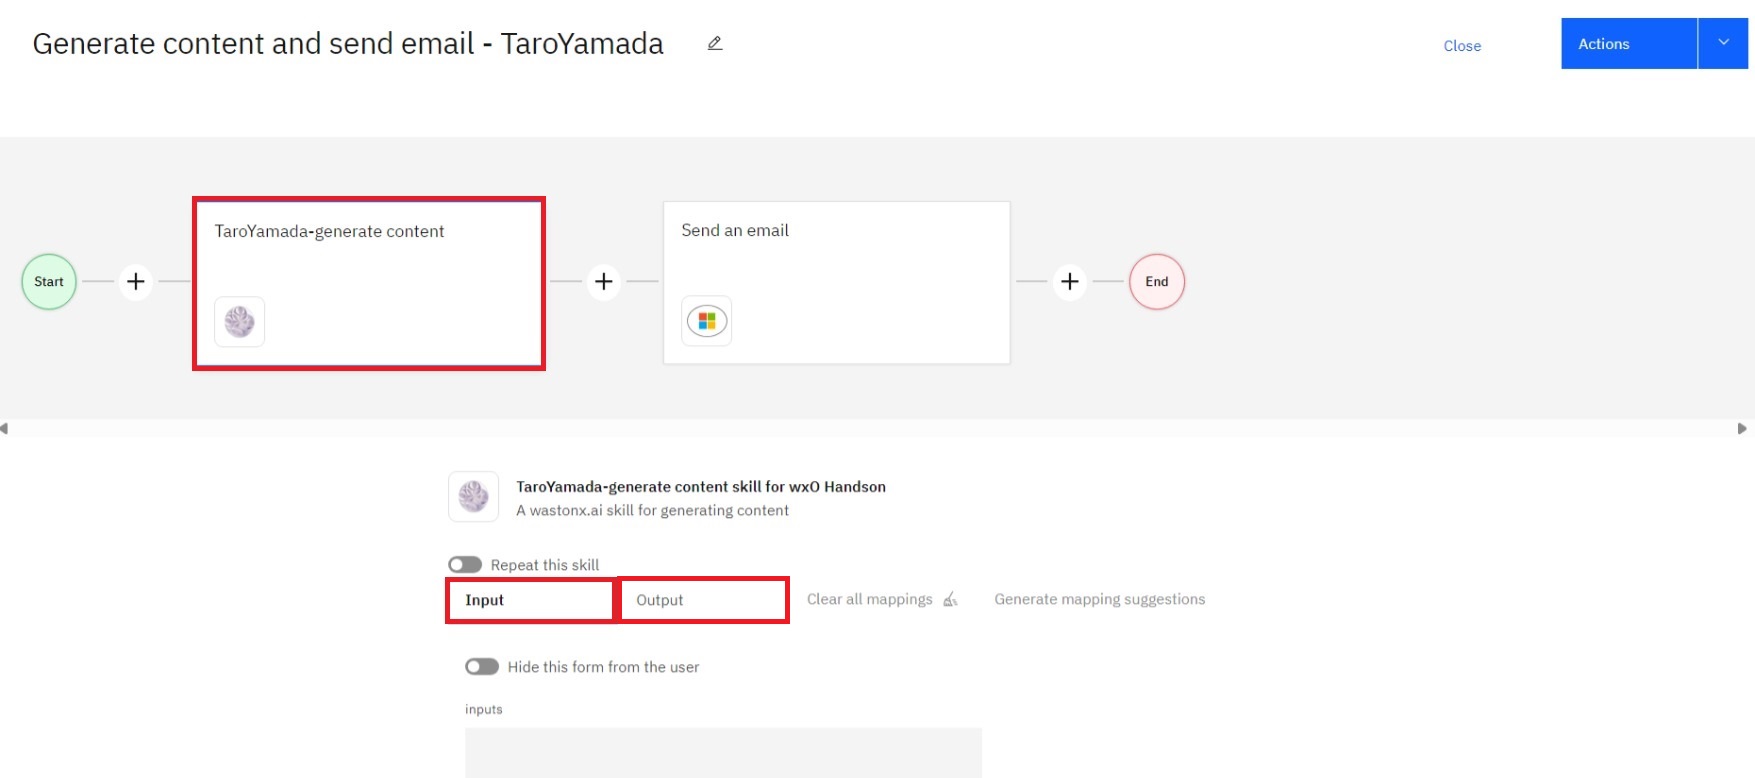 Generate content and send email - TaroYamada
Close
Actions
TaroYamada-generate content
Send an email
Start
End
TaroYamada-generate content skill for wxO Handson
A wastonx.ai skill for generating content
Repeat this skill
Input
Output
Clear all mappings
Generate mapping suggestions
Hide this form from the user
inputs